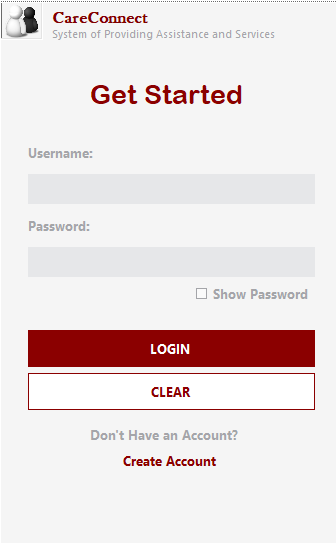 CareConnect
System of Providing Assistance and Services
Get Started
Username:
Password:
Show Password
LOGIN
CLEAR
Don't Have an Account?
Create Account